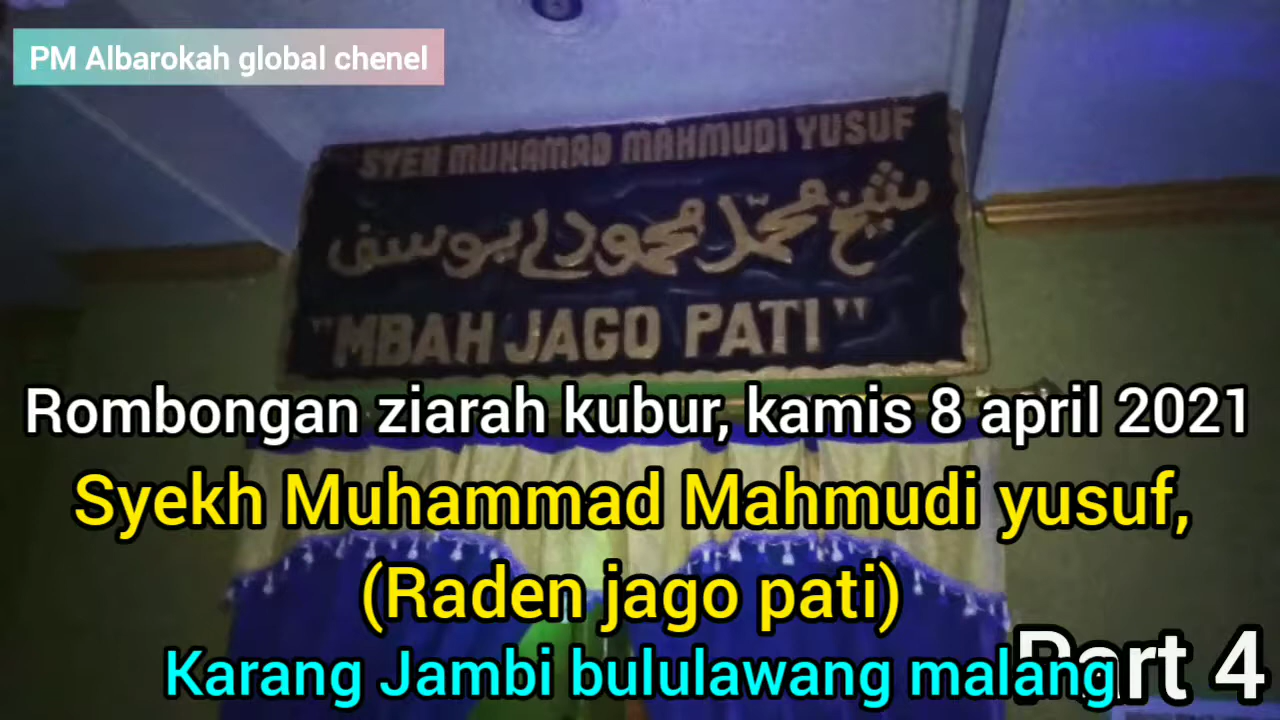 PM Albarokah global chenel
SYEH MUHAMAD MAHMUDI YUSUF
شيخ محمد محمودي يوسف
"MBAH JAGO PATI"
Rombongan ziarah kubur, kamis 8 april 2021
Syekh Muhammad Mahmudi yusuf,
(Raden jago pati)
Karang Jambi bululawang malang
Part 4